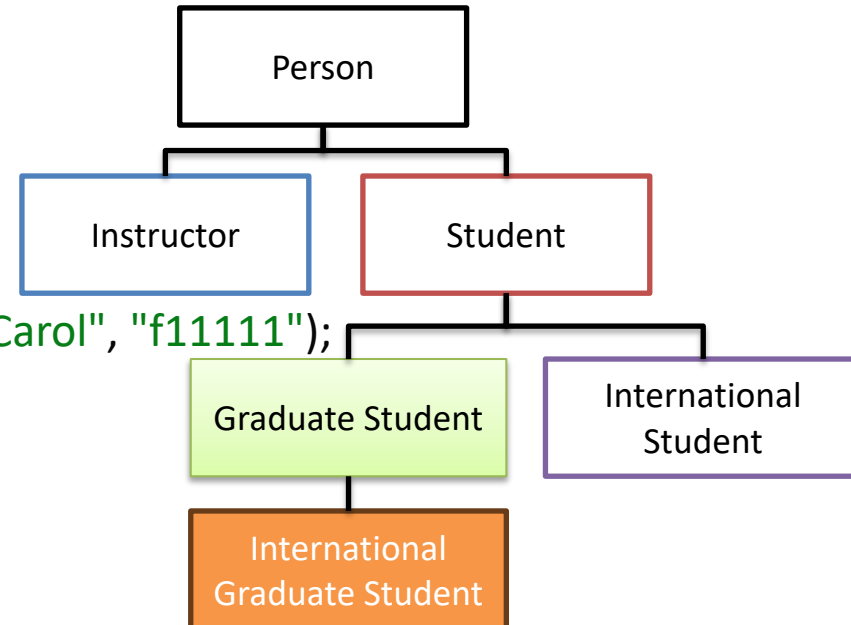 Person
Instructor
Student
Carol", "f11111");
Graduate Student
International
Student
International
Graduate Student